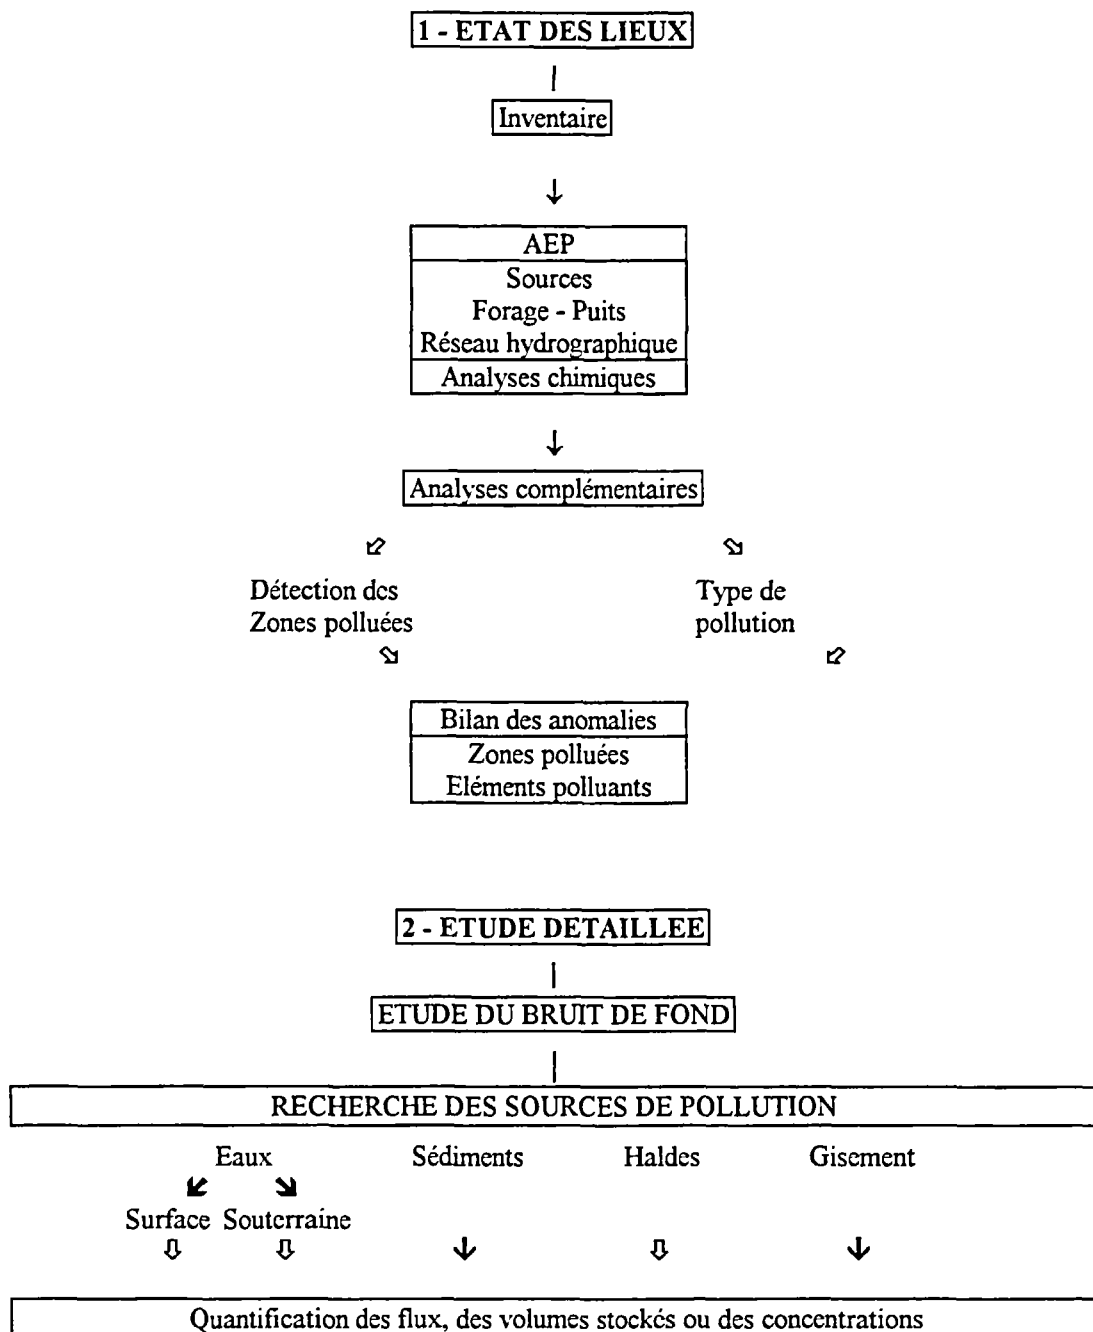 1 - ETAT DES LIEUX
Inventaire
AEP
Sources
Forage - Puits
Réseau hydrographique
Analyses chimiques
Analyses complémentaires
Détection des
Zones polluées
Type de
pollution
Bilan des anomalies
Zones polluées
Eléments polluants
2 - ETUDE DETAILLEE
ETUDE DU BRUIT DE FOND
RECHERCHE DES SOURCES DE POLLUTION
Eaux Sédiments Haldes Gisement
Surface Souterraine
Quantification des flux, des volumes stockés ou des concentrations